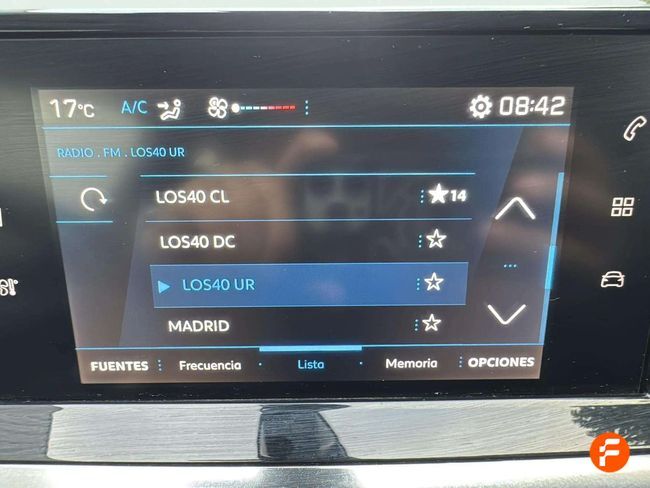 17°C A/C 08:42
RADIO . FM . LOS40 UR
LOS40 CL 14
LOS40 DC
LOS40 UR
MADRID
FUENTES Frecuencia Lista Memoria OPCIONES